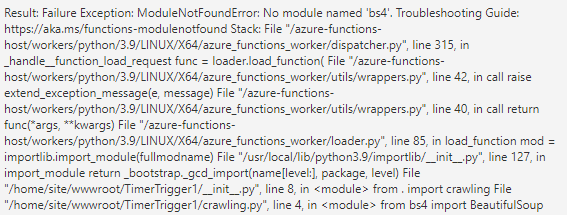 Result: Failure Exception: ModuleNotFoundError: No module named 'bs4'. Troubleshooting Guide:
https://aka.ms/functions-modulenotfound Stack: File "/azure-functions-
host/workers/python/3.9/LINUX/X64/azure_functions_worker/dispatcher.py", line 315, in
_handle__function_load_request func = loader.load_function( File "/azure-functions-
host/workers/python/3.9/LINUX/X64/azure_functions_worker/utils/wrappers.py", line 42, in call raise
extend_exception_message(e, message) File "/azure-functions-
host/workers/python/3.9/LINUX/X64/azure_functions_worker/utils/wrappers.py", line 40, in call return
func(*args, **kwargs) File "/azure-functions-
host/workers/python/3.9/LINUX/X64/azure_functions_worker/loader.py", line 85, in load_function mod =
importlib.import_module(fullmodname) File "/usr/local/lib/python3.9/importlib/__init__.py", line 127, in
import_module return _bootstrap._gcd_import(name[level:], package, level) File
"/home/site/wwwroot/TimerTrigger1/__init__.py", line 8, in <module> from . import crawling File
"/home/site/wwwroot/TimerTrigger1/crawling.py", line 4, in <module> from bs4 import BeautifulSoup